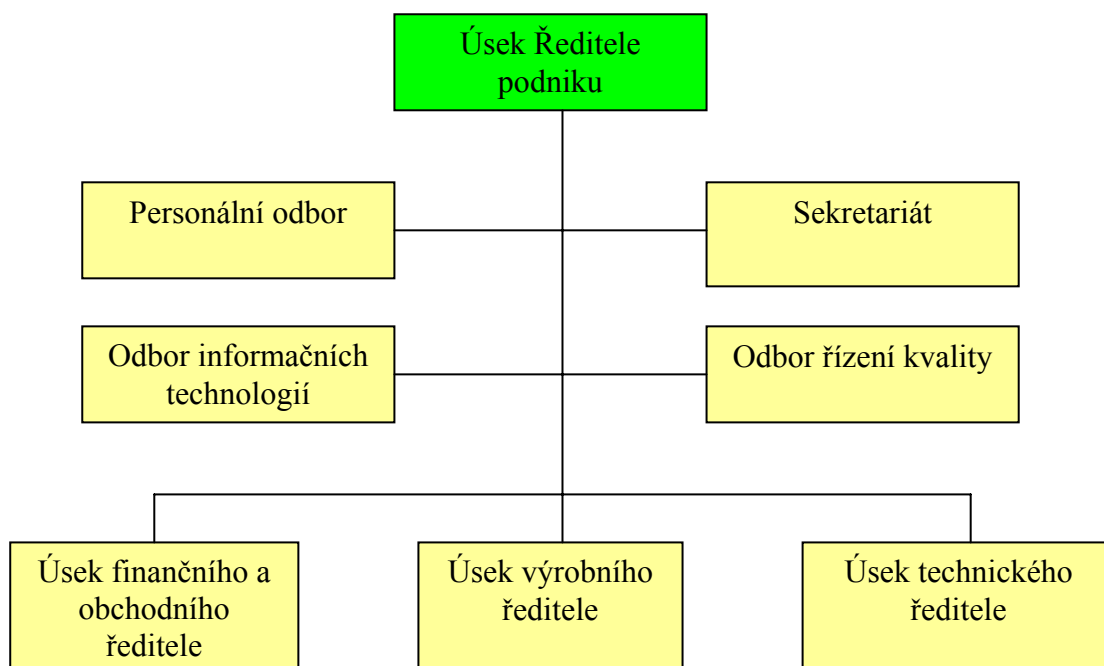 Úsek Ředitele
podniku
Personální odbor
Sekretariát
Odbor informačních
technologií
Odbor řízení kvality
Úsek finančního a
obchodního
ředitele
Úsek výrobního
ředitele
Úsek technického
ředitele